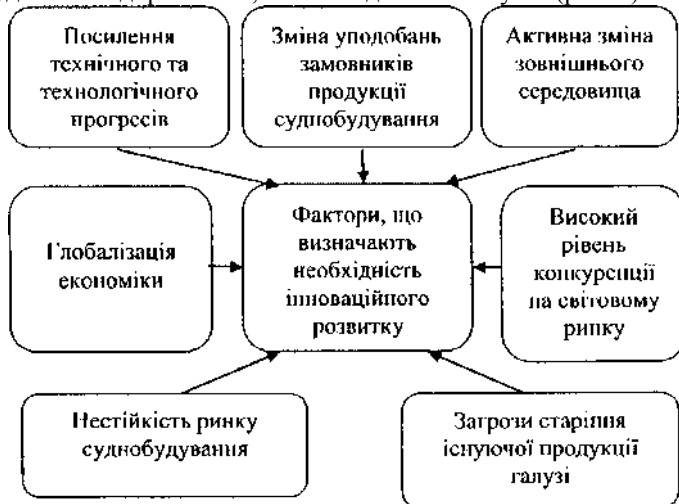 Посилення
технічного та
технологічного
прогресів
Зміна уподобань
замовників
продукції
суднобудування
Активна зміна
зовнішнього
середовища
Глобалізація
економіки
Фактори, що
визначають
необхідність
інноваційного
розвитку
Високий
рівень
конкуренції
на світовому
ринку
Нестійкість ринку
суднобудування
Загрози старіння
існуючої продукції
галузі